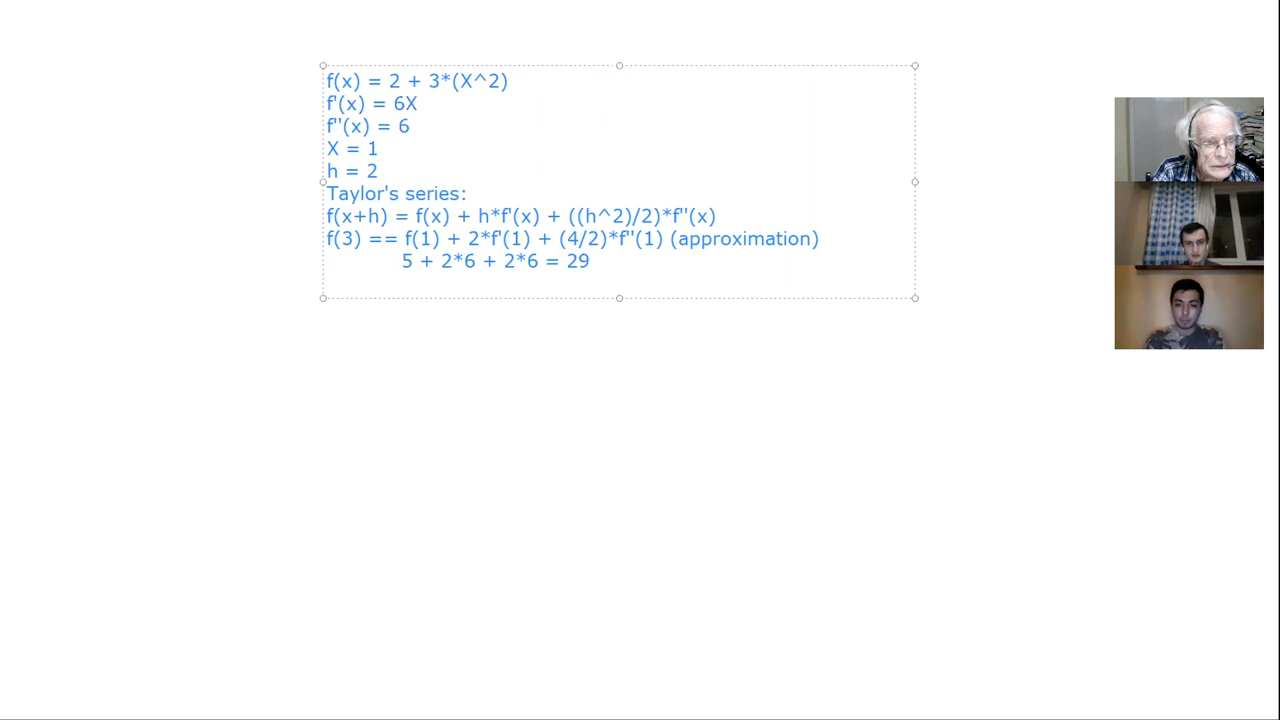 f(x) = 2 + 3*(X^2)
f'(x) = 6X
f''(x) = 6
X = 1
h = 2
Taylor's series:
f(x+h) = f(x) + h*f'(x) + ((h^2)/2)*f''(x)
f(3) == f(1) + 2*f'(1) + (4/2)*f''(1) (approximation)
5 + 2*6 + 2*6 = 29